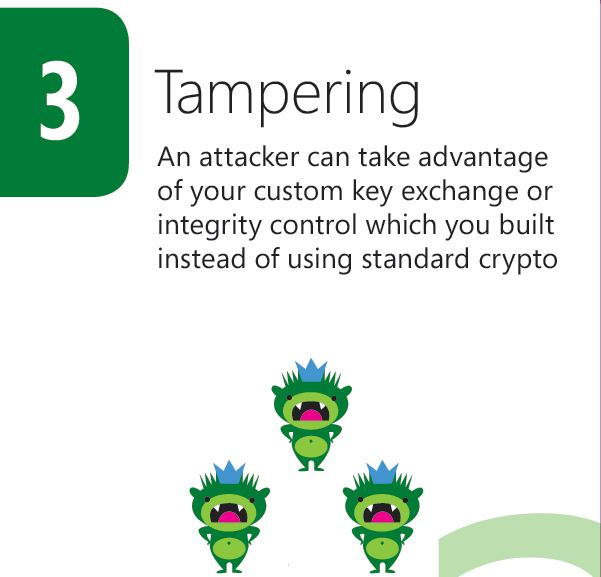 3
Tampering
An attacker can take advantage
of your custom key exchange or
integrity control which you built
instead of using standard crypto